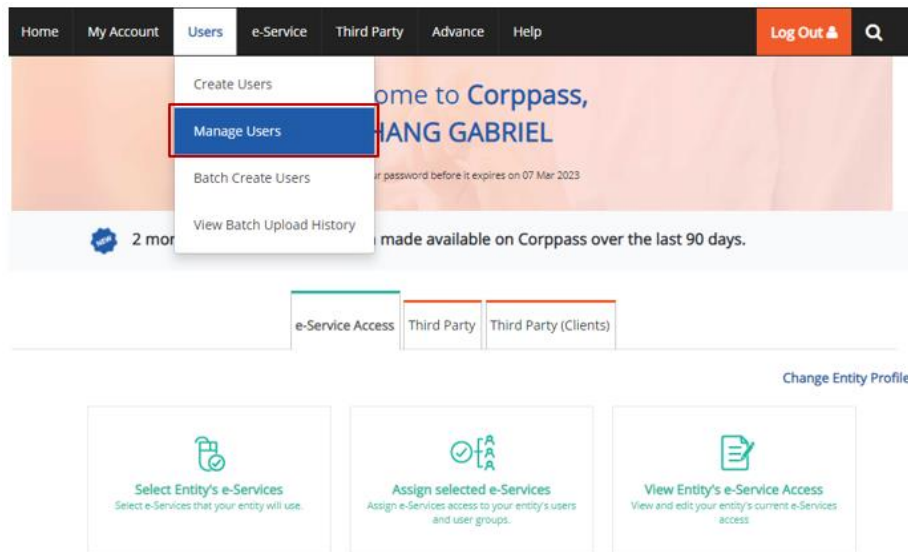 Home My Account Users e-Service Third Party Advance Help Log Out
Create Users
Manage Users
Batch Create Users
View Batch Upload History
ome to Corppass,
HANG GABRIEL
r password before it expires on 07 Mar 2023
NEW 2 mor made available on Corppass over the last 90 days.
e-Service Access Third Party Third Party (Clients)
Change Entity Profile
Select Entity's e-Services
Select e-Services that your entity will use.
Assign selected e-Services
Assign e-Services access to your entity's users
and user groups.
View Entity's e-Service Access
View and edit your entity's current e-Services
access